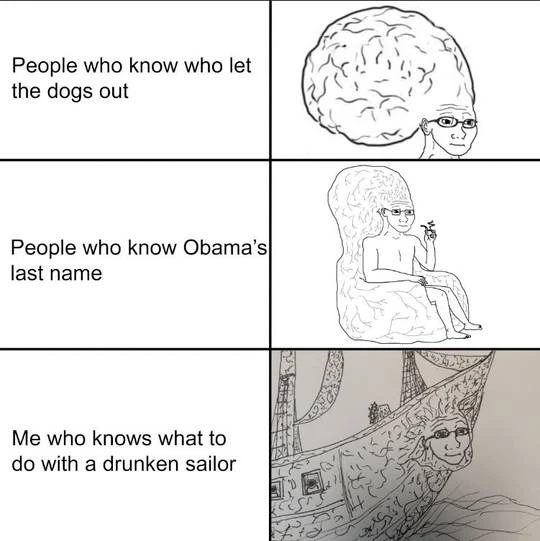 People who know who let
the dogs out
People who know Obama’s
last name
Me who knows what to
do with a drunken sailor